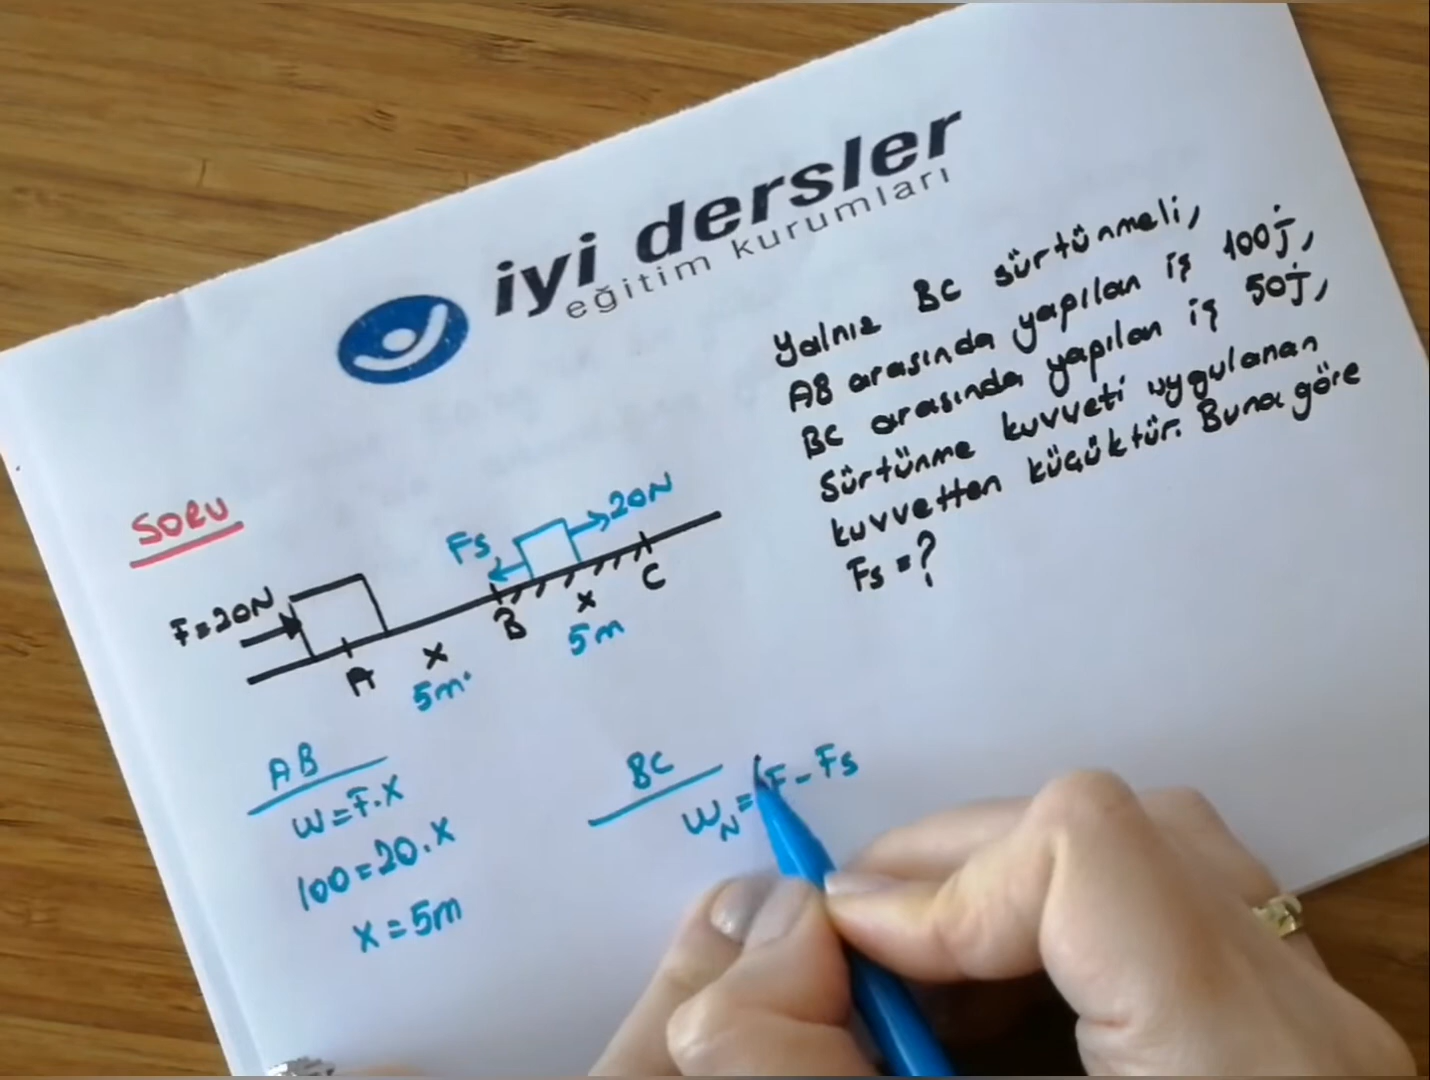 iyi dersler
eğitim kurumları
Yalnız BC sürtünmeli,
AB arasında yapılan iş 100J,
BC arasında yapılan iş 50J,
Sürtünme kuvveti uygulanan
kuvvetten küçüktür. Buna göre
Fs = ?
SORU
F=20N
Fs
20N
A
x
5m
B
x
5m
C
AB
W=F.x
100=20.x
x=5m
BC
WN=(F-Fs